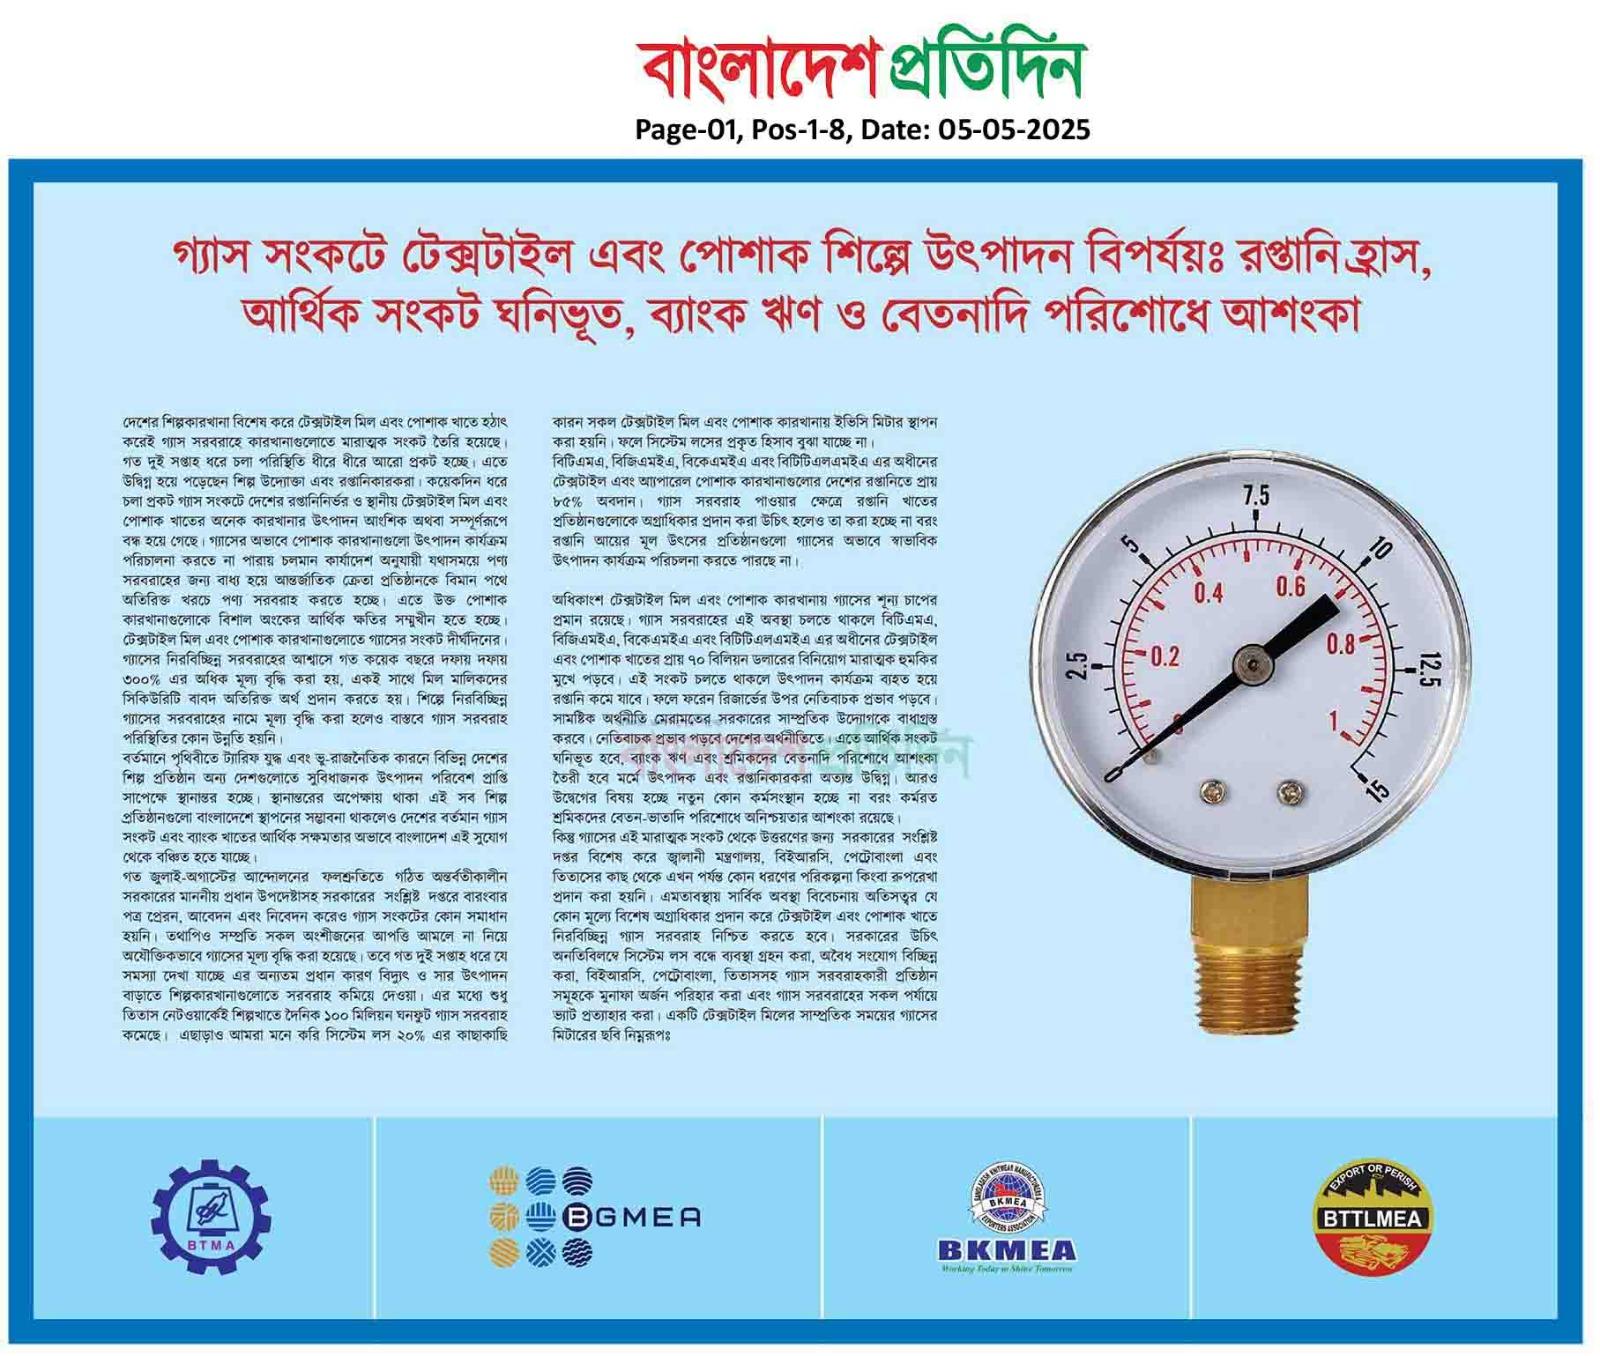 বাংলাদেশ প্রতিদিন
Page-01, Pos-1-8, Date: 05-05-2025
গ্যাস সংকটে টেক্সটাইল এবং পোশাক শিল্পে উৎপাদন বিপর্যয়ঃ রপ্তানি হ্রাস,
আর্থিক সংকট ঘনিভূত, ব্যাংক ঋণ ও বেতনাদি পরিশোধে আশংকা
দেশের শিল্পকারখানা বিশেষ করে টেক্সটাইল মিল এবং পোশাক খাতে হঠাৎ
করেই গ্যাস সরবরাহে কারখানাগুলোতে মারাত্মক সংকট তৈরি হয়েছে।
গত দুই সপ্তাহ ধরে চলা পরিস্থিতি ধীরে ধীরে আরো প্রকট হচ্ছে। এতে
উদ্বিগ্ন হয়ে পড়েছেন শিল্প উদ্যোক্তা এবং রপ্তানিকারকরা। কয়েকদিন ধরে
চলা প্রকট গ্যাস সংকটে দেশের রপ্তানিনির্ভর ও স্থানীয় টেক্সটাইল মিল এবং
পোশাক খাতের অনেক কারখানার উৎপাদন আংশিক অথবা সম্পূর্ণরূপে
বন্ধ হয়ে গেছে। গ্যাসের অভাবে পোশাক কারখানাগুলো উৎপাদন কার্যক্রম
পরিচালনা করতে না পারায় চলমান কার্যাদেশ অনুযায়ী যথাসময়ে পণ্য
সরবরাহের জন্য বাধ্য হয়ে আন্তর্জাতিক ক্রেতা প্রতিষ্ঠানকে বিমান পথে
অতিরিক্ত খরচে পণ্য সরবরাহ করতে হচ্ছে। এতে উক্ত পোশাক
কারখানাগুলোকে বিশাল অংকের আর্থিক ক্ষতির সম্মুখীন হতে হচ্ছে।
টেক্সটাইল মিল এবং পোশাক কারখানাগুলোতে গ্যাসের সংকট দীর্ঘদিনের।
গ্যাসের নিরবিচ্ছিন্ন সরবরাহের আশ্বাসে গত কয়েক বছরে দফায় দফায়
৩০০% এর অধিক মূল্য বৃদ্ধি করা হয়, একই সাথে মিল মালিকদের
সিকিউরিটি বাবদ অতিরিক্ত অর্থ প্রদান করতে হয়। শিল্পে নিরবিচ্ছিন্ন
গ্যাসের সরবরাহের নামে মূল্য বৃদ্ধি করা হলেও বাস্তবে গ্যাস সরবরাহ
পরিস্থিতির কোন উন্নতি হয়নি।
বর্তমানে পৃথিবীতে ট্যারিফ যুদ্ধ এবং ভূ-রাজনৈতিক কারনে বিভিন্ন দেশের
শিল্প প্রতিষ্ঠান অন্য দেশগুলোতে সুবিধাজনক উৎপাদন পরিবেশ প্রাপ্তি
সাপেক্ষে স্থানান্তর হচ্ছে। স্থানান্তরের অপেক্ষায় থাকা এই সব শিল্প
প্রতিষ্ঠানগুলো বাংলাদেশে স্থাপনের সম্ভাবনা থাকলেও দেশের বর্তমান গ্যাস
সংকট এবং ব্যাংক খাতের আর্থিক সক্ষমতার অভাবে বাংলাদেশ এই সুযোগ
থেকে বঞ্চিত হতে যাচ্ছে।
গত জুলাই-অগাস্টের আন্দোলনের ফলশ্রুতিতে গঠিত অন্তর্বতীকালীন
সরকারের মাননীয় প্রধান উপদেষ্টাসহ সরকারের সংশ্লিষ্ট দপ্তরে বারংবার
পত্র প্রেরন, আবেদন এবং নিবেদন করেও গ্যাস সংকটের কোন সমাধান
হয়নি। তথাপিও সম্প্রতি সকল অংশীজনের আপত্তি আমলে না নিয়ে
অযৌক্তিকভাবে গ্যাসের মূল্য বৃদ্ধি করা হয়েছে। তবে গত দুই সপ্তাহ ধরে যে
সমস্যা দেখা যাচ্ছে এর অন্যতম প্রধান কারণ বিদ্যুৎ ও সার উৎপাদন
বাড়াতে শিল্পকারখানাগুলোতে সরবরাহ কমিয়ে দেওয়া। এর মধ্যে শুধু
তিতাস নেটওয়ার্কেই শিল্পখাতে দৈনিক ১০০ মিলিয়ন ঘনফুট গ্যাস সরবরাহ
কমেছে। এছাড়াও আমরা মনে করি সিস্টেম লস ২০% এর কাছাকাছি
কারন সকল টেক্সটাইল মিল এবং পোশাক কারখানায় ইভিসি মিটার স্থাপন
করা হয়নি। ফলে সিস্টেম লসের প্রকৃত হিসাব বুঝা যাচ্ছে না।
বিটিএমএ, বিজিএমইএ, বিকেএমইএ এবং বিটিটিএলএমইএ এর অধীনের
টেক্সটাইল এবং অ্যাপারেল পোশাক কারখানাগুলোর দেশের রপ্তানিতে প্রায়
৮৫% অবদান। গ্যাস সরবরাহ পাওয়ার ক্ষেত্রে রপ্তানি খাতের
প্রতিষ্ঠানগুলোকে অগ্রাধিকার প্রদান করা উচিৎ হলেও তা করা হচ্ছে না বরং
রপ্তানি আয়ের মূল উৎসের প্রতিষ্ঠানগুলো গ্যাসের অভাবে স্বাভাবিক
উৎপাদন কার্যক্রম পরিচালনা করতে পারছে না।
অধিকাংশ টেক্সটাইল মিল এবং পোশাক কারখানায় গ্যাসের শূন্য চাপের
প্রমান রয়েছে। গ্যাস সরবরাহের এই অবস্থা চলতে থাকলে বিটিএমএ,
বিজিএমইএ, বিকেএমইএ এবং বিটিটিএলএমইএ এর অধীনের টেক্সটাইল
এবং পোশাক খাতের প্রায় ৭০ বিলিয়ন ডলারের বিনিয়োগ মারাত্মক হুমকির
মুখে পড়বে। এই সংকট চলতে থাকলে উৎপাদন কার্যক্রম ব্যহত হয়ে
রপ্তানি কমে যাবে। ফলে ফরেন রিজার্ভের উপর নেতিবাচক প্রভাব পড়বে।
সামষ্টিক অর্থনীতি মেরামতের সরকারের সাম্প্রতিক উদ্যোগকে বাধাগ্রস্ত
করবে। নেতিবাচক প্রভাব পড়বে দেশের অর্থনীতিতে। এতে আর্থিক সংকট
ঘনিভূত হবে, ব্যাংক ঋণ এবং শ্রমিকদের বেতনাদি পরিশোধে আশংকা
তৈরী হবে মর্মে উৎপাদক এবং রপ্তানিকারকরা অত্যন্ত উদ্বিগ্ন। আরও
উদ্বেগের বিষয় হচ্ছে নতুন কোন কর্মসংস্থান হচ্ছে না বরং কর্মরত
শ্রমিকদের বেতন-ভাতাদি পরিশোধে অনিশ্চয়তার আশংকা রয়েছে।
কিন্তু গ্যাসের এই মারাত্মক সংকট থেকে উত্তরণের জন্য সরকারের সংশ্লিষ্ট
দপ্তর বিশেষ করে জ্বালানী মন্ত্রণালয়, বিইআরসি, পেট্রোবাংলা এবং
তিতাসের কাছ থেকে এখন পর্যন্ত কোন ধরণের পরিকল্পনা কিংবা রুপরেখা
প্রদান করা হয়নি। এমতাবস্থায় সার্বিক অবস্থা বিবেচনায় অতিসত্বর যে
কোন মূল্যে বিশেষ অগ্রাধিকার প্রদান করে টেক্সটাইল এবং পোশাক খাতে
নিরবিচ্ছিন্ন গ্যাস সরবরাহ নিশ্চিত করতে হবে। সরকারের উচিৎ
অনতিবিলম্বে সিস্টেম লস বন্ধে ব্যবস্থা গ্রহন করা, অবৈধ সংযোগ বিচ্ছিন্ন
করা, বিইআরসি, পেট্রোবাংলা, তিতাসসহ গ্যাস সরবরাহকারী প্রতিষ্ঠান
সমূহকে মুনাফা অর্জন পরিহার করা এবং গ্যাস সরবরাহের সকল পর্যায়ে
ভ্যাট প্রত্যাহার করা। একটি টেক্সটাইল মিলের সাম্প্রতিক সময়ের গ্যাসের
মিটারের ছবি নিম্নরূপঃ
বাংলাদেশ প্রতিদিন
0
2.5
5
7.5
10
12.5
15
0
0.2
0.4
0.6
0.8
1
BTMA
BGMEA
BANGLADESH KNITWEAR MANUFACTURERS &
BKMEA
EXPORTERS ASSOCIATION
BKMEA
Working Today to Shine Tomorrow
EXPORT OR PERISH
BTTLMEA